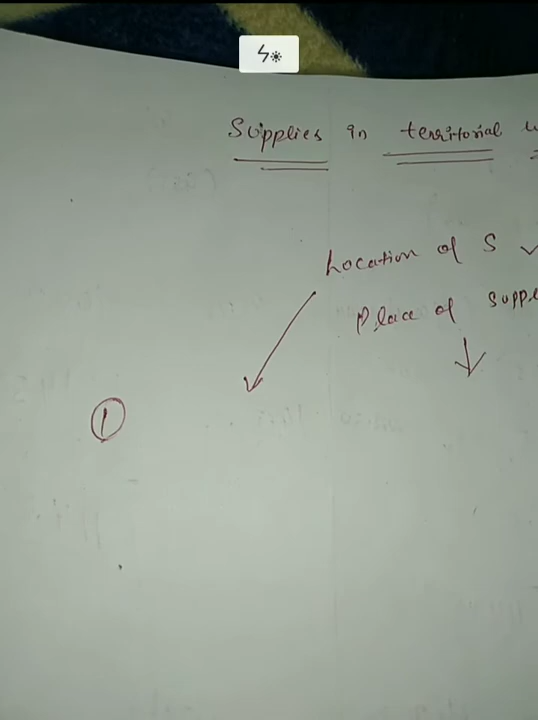 Supplies in territorial
Location of S
Place of
①